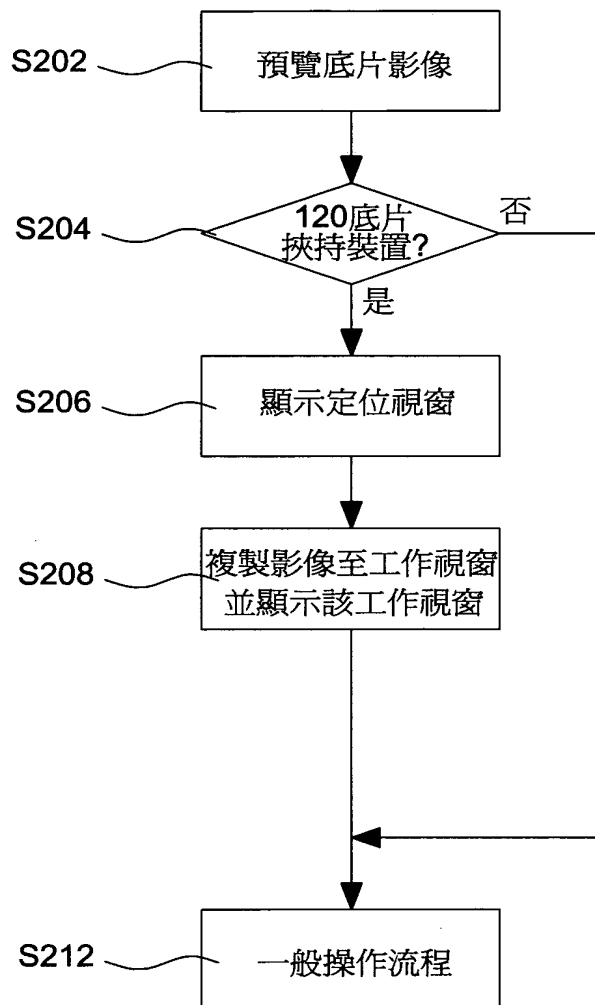 S202
預覽底片影像
S204
120底片
挾持裝置?
否
是
S206
顯示定位視窗
S208
複製影像至工作視窗
並顯示該工作視窗
S212
一般操作流程